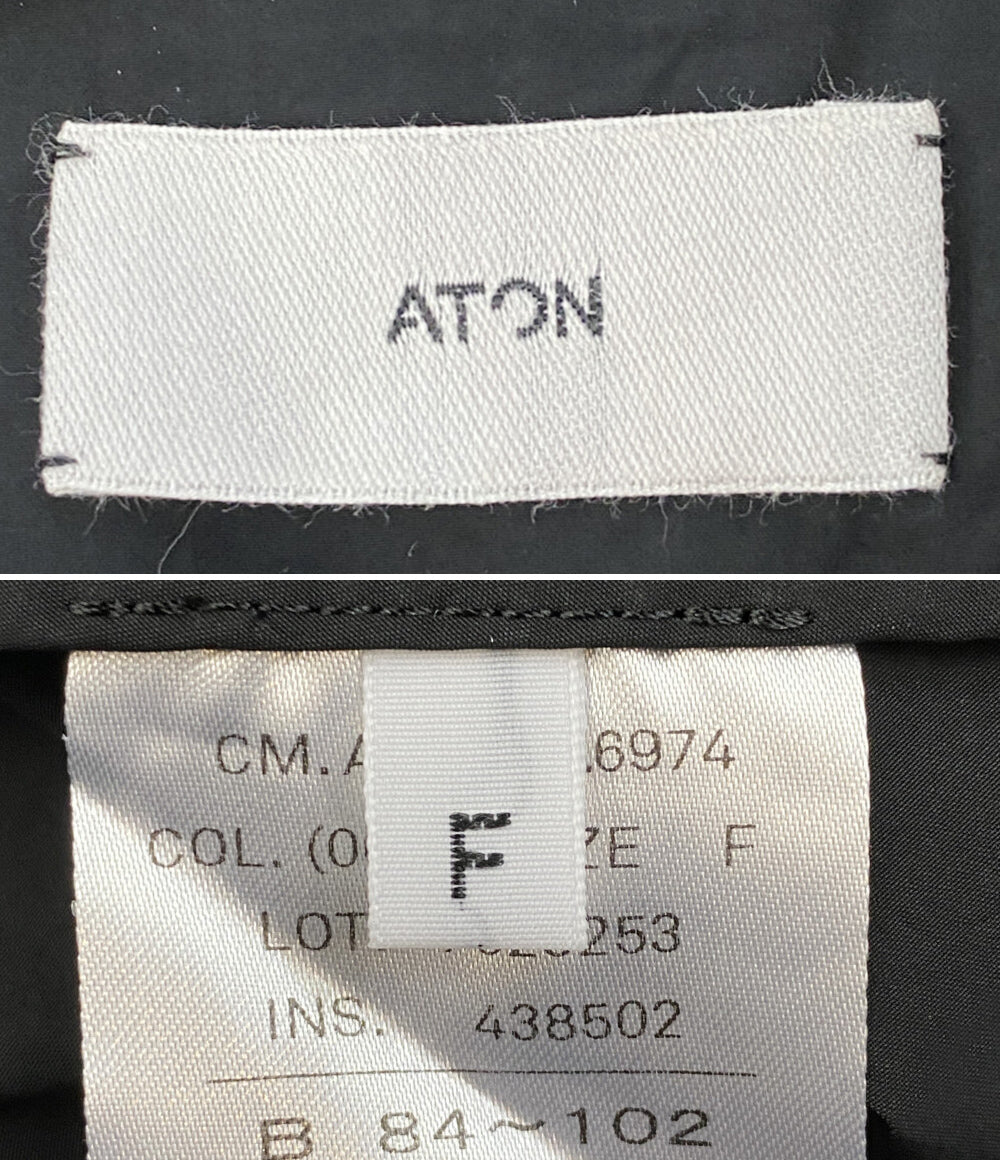 ATON
CM.A .6974
F
COL. (0 ZE F
LOT. 253
INS. 438502
B 84~102